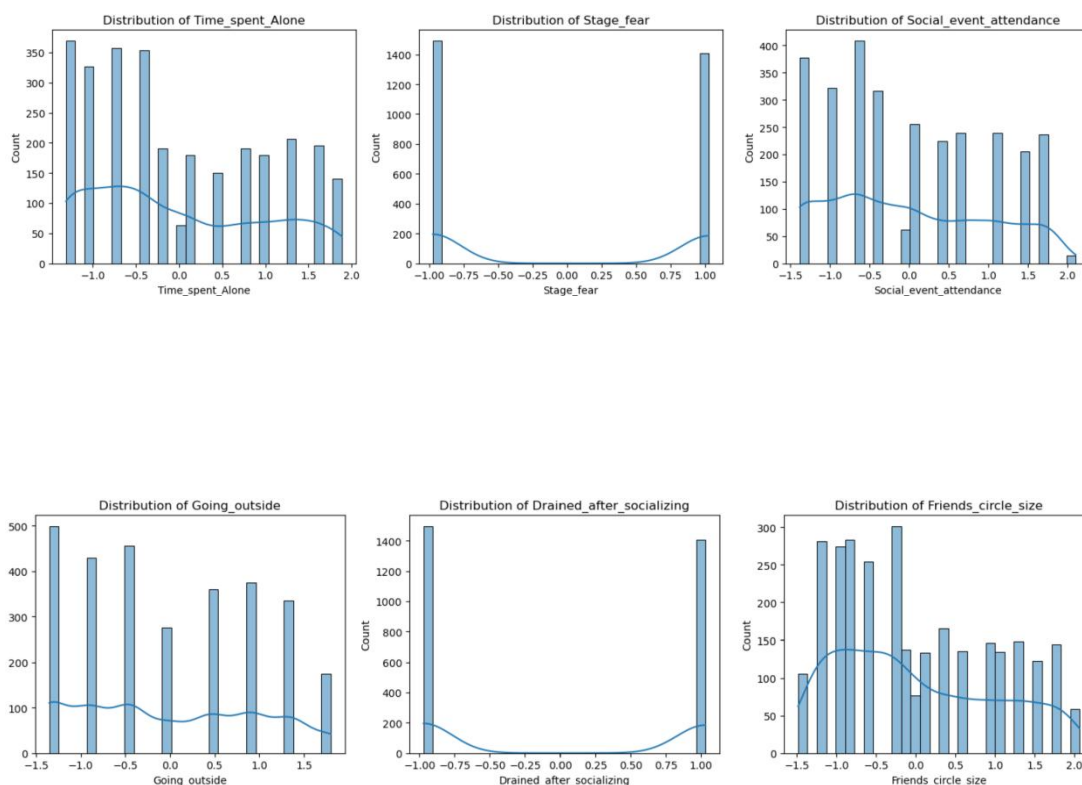 Distribution of Time_spent_Alone
350
300
250
200
150
100
50
0
Count
−1.0 −0.5 0.0 0.5 1.0 1.5 2.0
Time_spent_Alone
Distribution of Stage_fear
1400
1200
1000
800
600
400
200
0
Count
−1.00 −0.75 −0.50 −0.25 0.00 0.25 0.50 0.75 1.00
Stage_fear
Distribution of Social_event_attendance
400
350
300
250
200
150
100
50
0
Count
−1.5 −1.0 −0.5 0.0 0.5 1.0 1.5 2.0
Social_event_attendance
Distribution of Going_outside
500
400
300
200
100
0
Count
−1.5 −1.0 −0.5 0.0 0.5 1.0 1.5
Going_outside
Distribution of Drained_after_socializing
1400
1200
1000
800
600
400
200
0
Count
−1.00 −0.75 −0.50 −0.25 0.00 0.25 0.50 0.75 1.00
Drained_after_socializing
Distribution of Friends_circle_size
300
250
200
150
100
50
0
Count
−1.5 −1.0 −0.5 0.0 0.5 1.0 1.5 2.0
Friends_circle_size